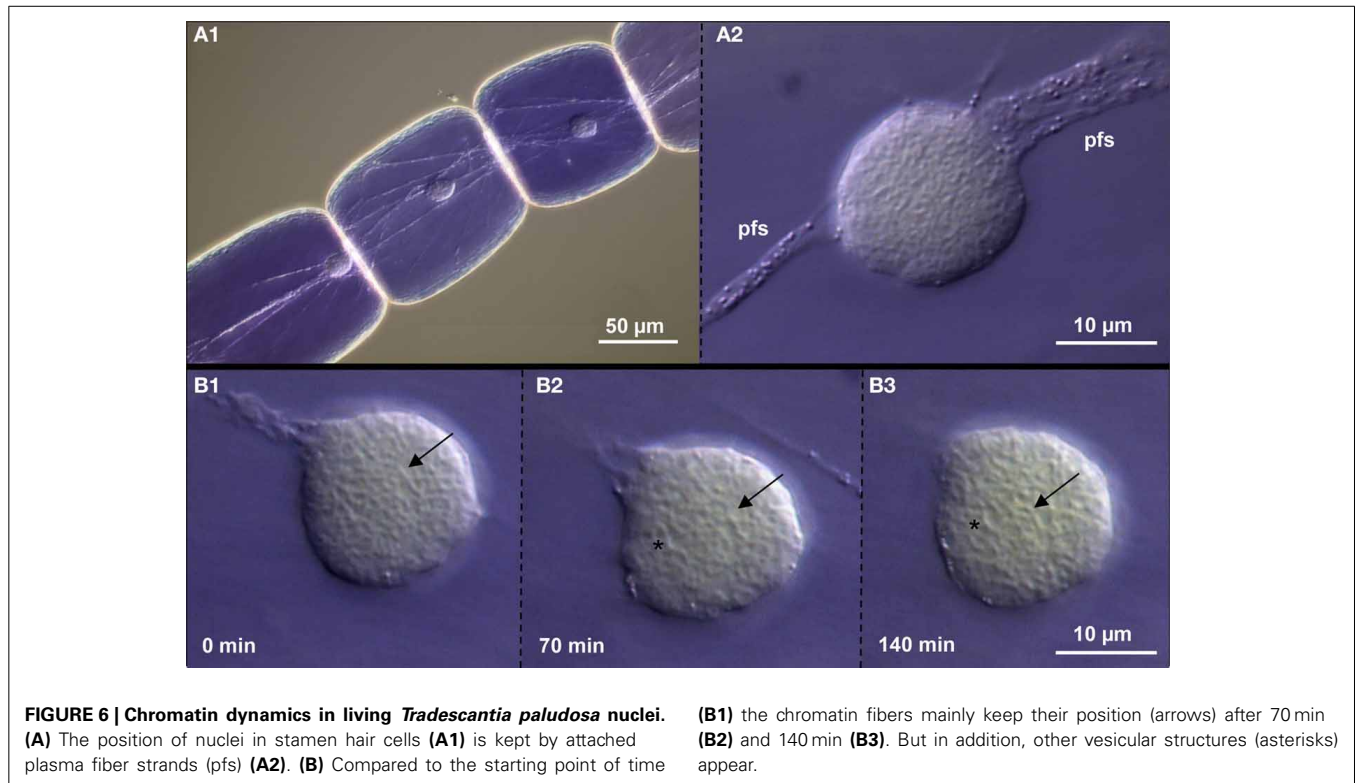 A1
A2
pfs
pfs
50 µm
10 µm
B1
B2
B3
*
*
0 min
70 min
140 min
10 µm
FIGURE 6 | Chromatin dynamics in living Tradescantia paludosa nuclei.
(A) The position of nuclei in stamen hair cells (A1) is kept by attached
plasma fiber strands (pfs) (A2). (B) Compared to the starting point of time
(B1) the chromatin fibers mainly keep their position (arrows) after 70 min
(B2) and 140 min (B3). But in addition, other vesicular structures (asterisks)
appear.